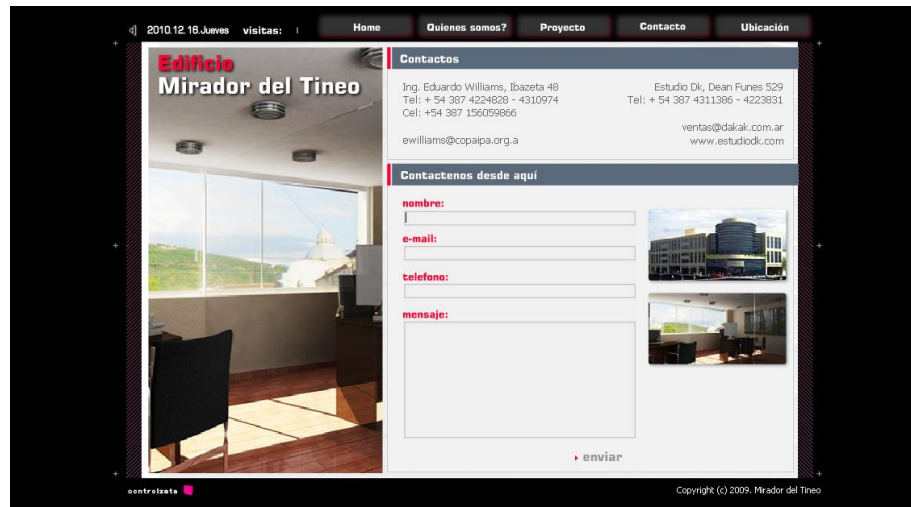 2010.12.16.Jueves visitas:
Home Quienes somos? Proyecto Contacto Ubicación
Edificio
Mirador del Tineo
Contactos
Ing. Eduardo Williams, Ibazeta 48
Tel: + 54 387 4224828 - 4310974
Cel: +54 387 156059866
ewilliams@copaipa.org.a
Estudio Dk, Dean Funes 529
Tel: + 54 387 4311386 - 4223831
ventas@dakak.com.ar
www.estudiodk.com
Contactenos desde aquí
nombre:
e-mail:
telefono:
mensaje:
enviar
controlzeta
Copyright (c) 2009. Mirador del Tineo